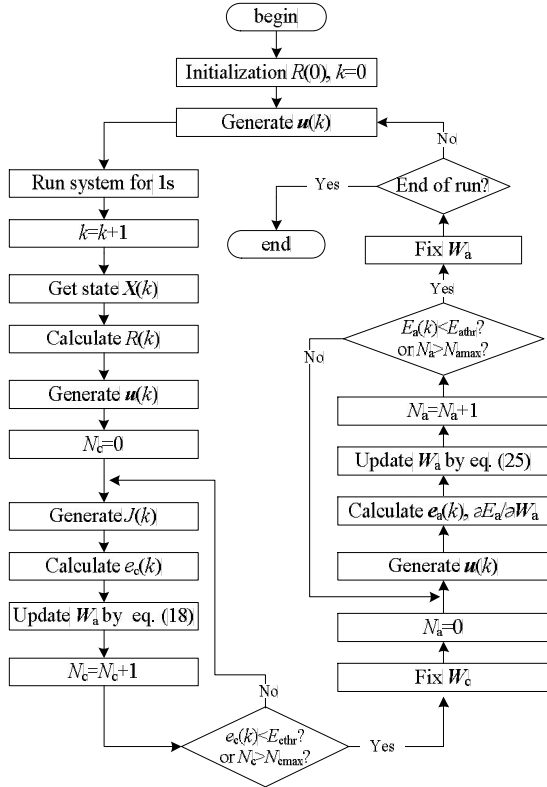 begin
Initialization R(0), k=0
Generate u(k)
Run system for 1s
k=k+1
Get state X(k)
Calculate R(k)
Generate u(k)
Nc=0
Generate J(k)
Calculate ec(k)
Update Wa by eq. (18)
Nc=Nc+1
ec(k)<Ecthr?
or Nc>Ncmax?
No
Yes
Fix Wc
Na=0
Generate u(k)
Calculate ea(k), ∂Ea/∂Wa
Update Wa by eq. (25)
Na=Na+1
Ea(k)<Eathr?
or Na>Namax?
No
Yes
Fix Wa
End of run?
No
Yes
end